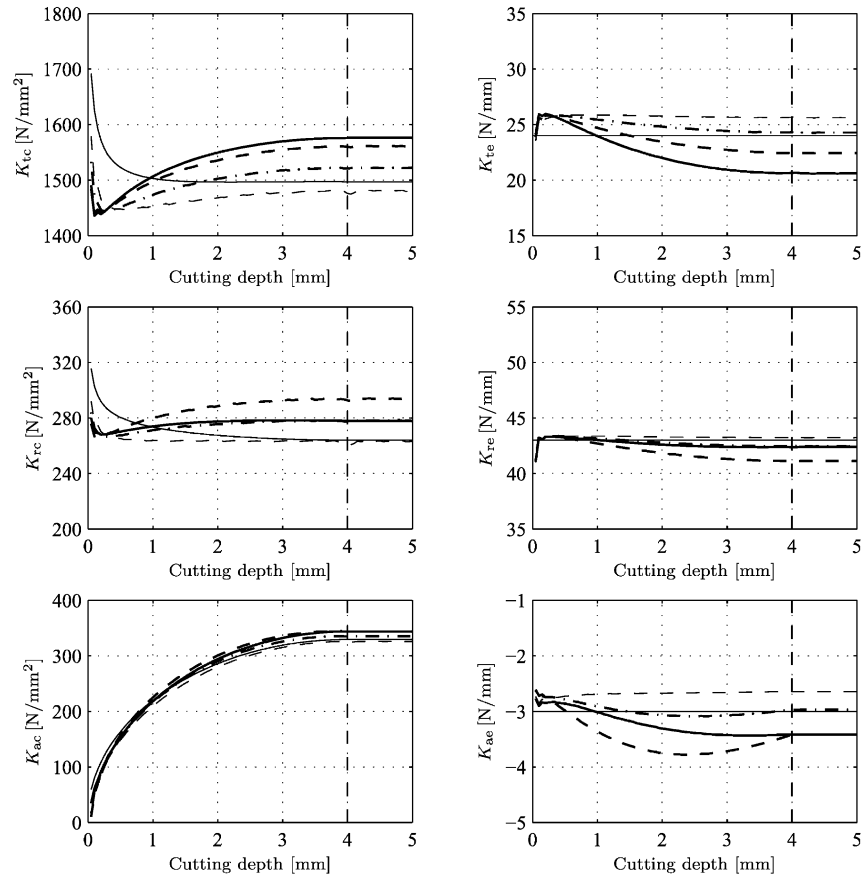 1800
1700
1600
1500
1400
K_tc [N/mm²]
0 1 2 3 4 5
Cutting depth [mm]
35
30
25
20
15
K_te [N/mm]
0 1 2 3 4 5
Cutting depth [mm]
360
320
280
260
200
K_rc [N/mm²]
0 1 2 3 4 5
Cutting depth [mm]
55
50
45
43
35
K_re [N/mm]
0 1 2 3 4 5
Cutting depth [mm]
400
300
200
100
0
K_ac [N/mm²]
0 1 2 3 4 5
Cutting depth [mm]
−1
−2
−3
−4
−5
K_ae [N/mm]
0 1 2 3 4 5
Cutting depth [mm]